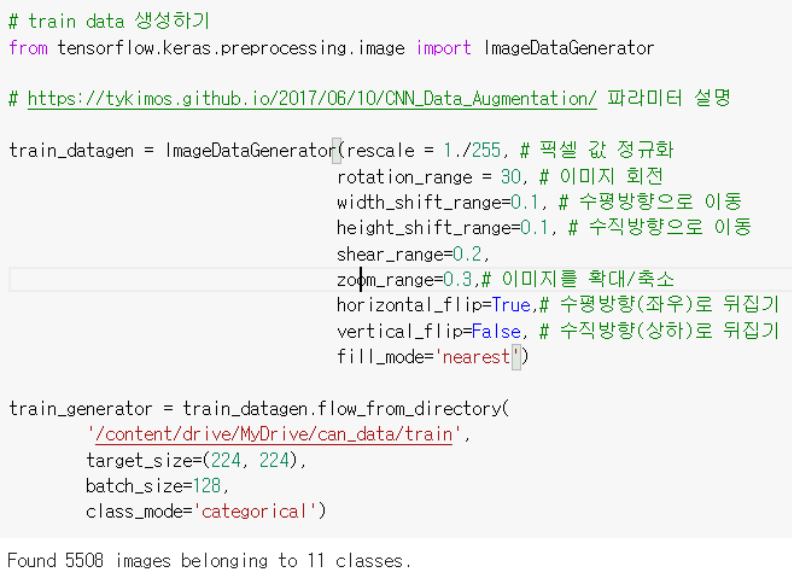 # train data 생성하기
from tensorflow.keras.preprocessing.image import ImageDataGenerator
# https://tykimos.github.io/2017/06/10/CNN_Data_Augmentation/ 파라미터 설명
train_datagen = ImageDataGenerator(rescale = 1./255, # 픽셀 값 정규화
rotation_range = 30, # 이미지 회전
width_shift_range=0.1, # 수평방향으로 이동
height_shift_range=0.1, # 수직방향으로 이동
shear_range=0.2,
zoom_range=0.3,# 이미지를 확대/축소
horizontal_flip=True,# 수평방향(좌우)로 뒤집기
vertical_flip=False, # 수직방향(상하)로 뒤집기
fill_mode='nearest')
train_generator = train_datagen.flow_from_directory(
'/content/drive/MyDrive/can_data/train',
target_size=(224, 224),
batch_size=128,
class_mode='categorical')
Found 5508 images belonging to 11 classes.